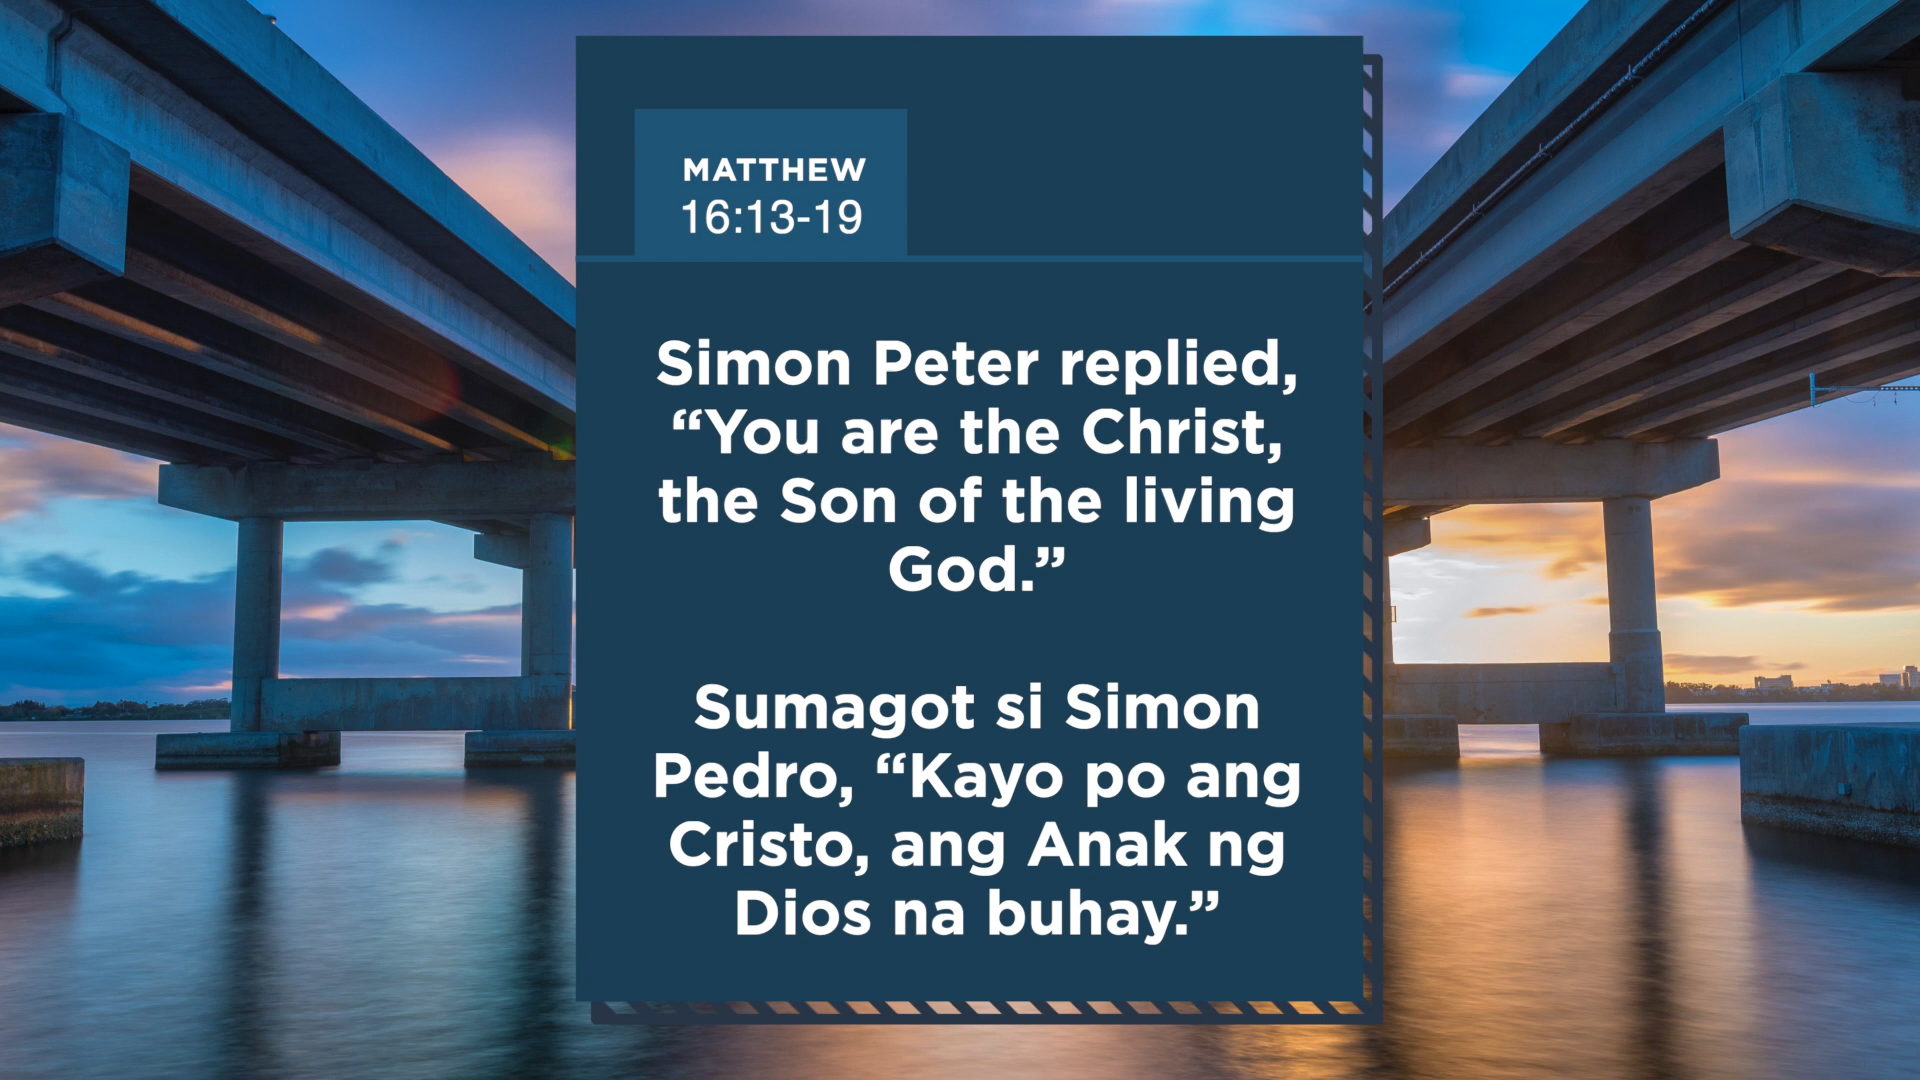 MATTHEW
16:13-19
Simon Peter replied,
“You are the Christ,
the Son of the living
God.”
Sumagot si Simon
Pedro, “Kayo po ang
Cristo, ang Anak ng
Dios na buhay.”